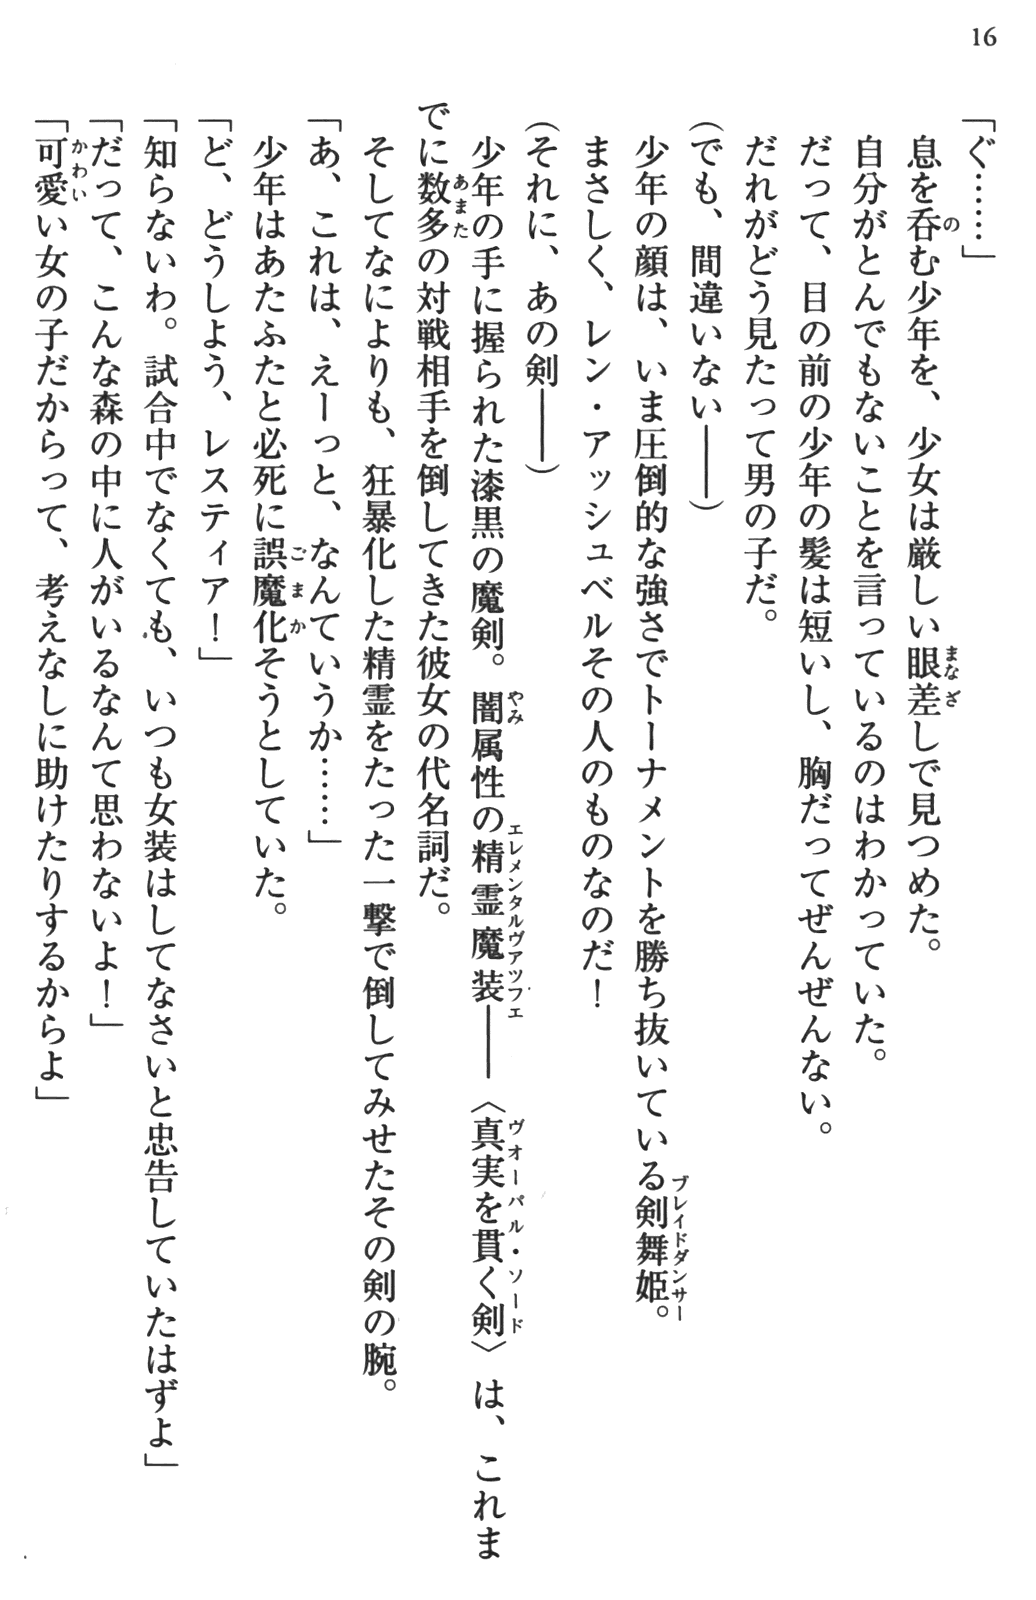 16
「ぐ……」
息を呑む少年を、少女は厳しい眼差しで見つめた。
自分がとんでもないことを言っているのはわかっていた。
だって、目の前の少年の髪は短いし、胸だってぜんぜんない。
だれがどう見たって男の子だ。
（でも、間違いない――）
少年の顔は、いま圧倒的な強さでトーナメントを勝ち抜いている剣舞姫。
まさしく、レン・アッシュベルその人のものなのだ！
（それに、あの剣――）
少年の手に握られた漆黒の魔剣。闇属性の精霊魔装――〈真実を貫く剣〉は、これま
でに数多の対戦相手を倒してきた彼女の代名詞だ。
そしてなによりも、狂暴化した精霊をたった一撃で倒してみせたその剣の腕。
「あ、これは、えーっと、なんていうか……」
少年はあたふたと必死に誤魔化そうとしていた。
「ど、どうしよう、レスティア！」
「知らないわ。試合中でなくても、いつも女装はしてなさいと忠告していたはずよ」
「だって、こんな森の中に人がいるなんて思わないよ！」
「可愛い女の子だからって、考えなしに助けたりするからよ」